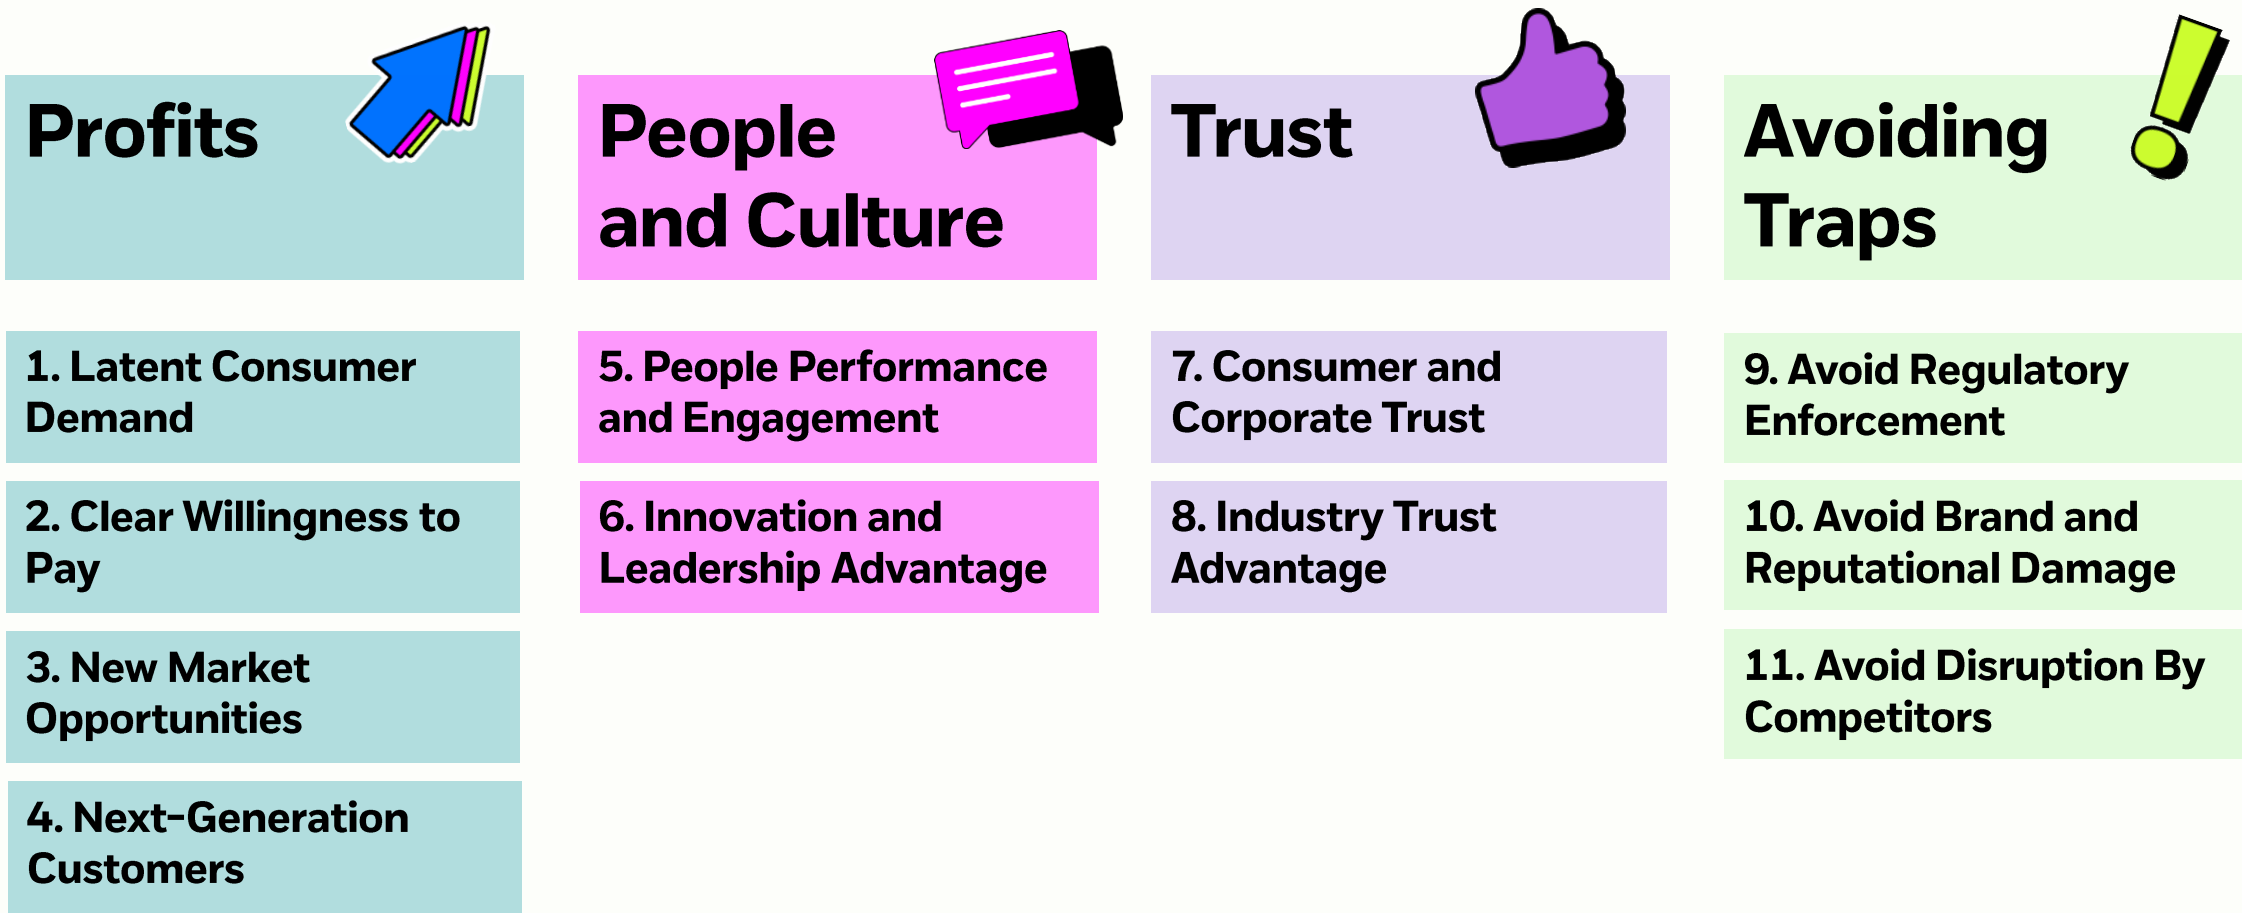 Profits
1. Latent Consumer
Demand
2. Clear Willingness to
Pay
3. New Market
Opportunities
4. Next-Generation
Customers
People
and Culture
5. People Performance
and Engagement
6. Innovation and
Leadership Advantage
Trust
7. Consumer and
Corporate Trust
8. Industry Trust
Advantage
Avoiding
Traps
9. Avoid Regulatory
Enforcement
10. Avoid Brand and
Reputational Damage
11. Avoid Disruption By
Competitors